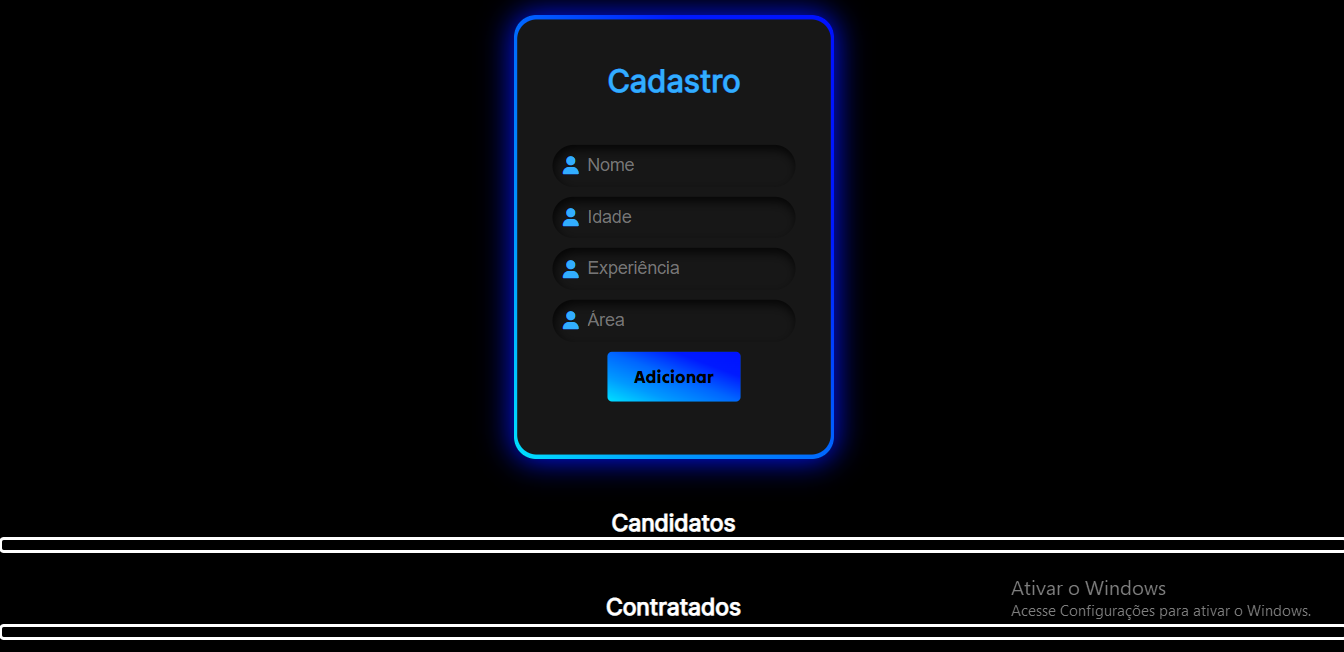 Cadastro
Nome
Idade
Experiência
Área
Adicionar
Candidatos
Contratados
Ativar o Windows
Acesse Configurações para ativar o Windows.